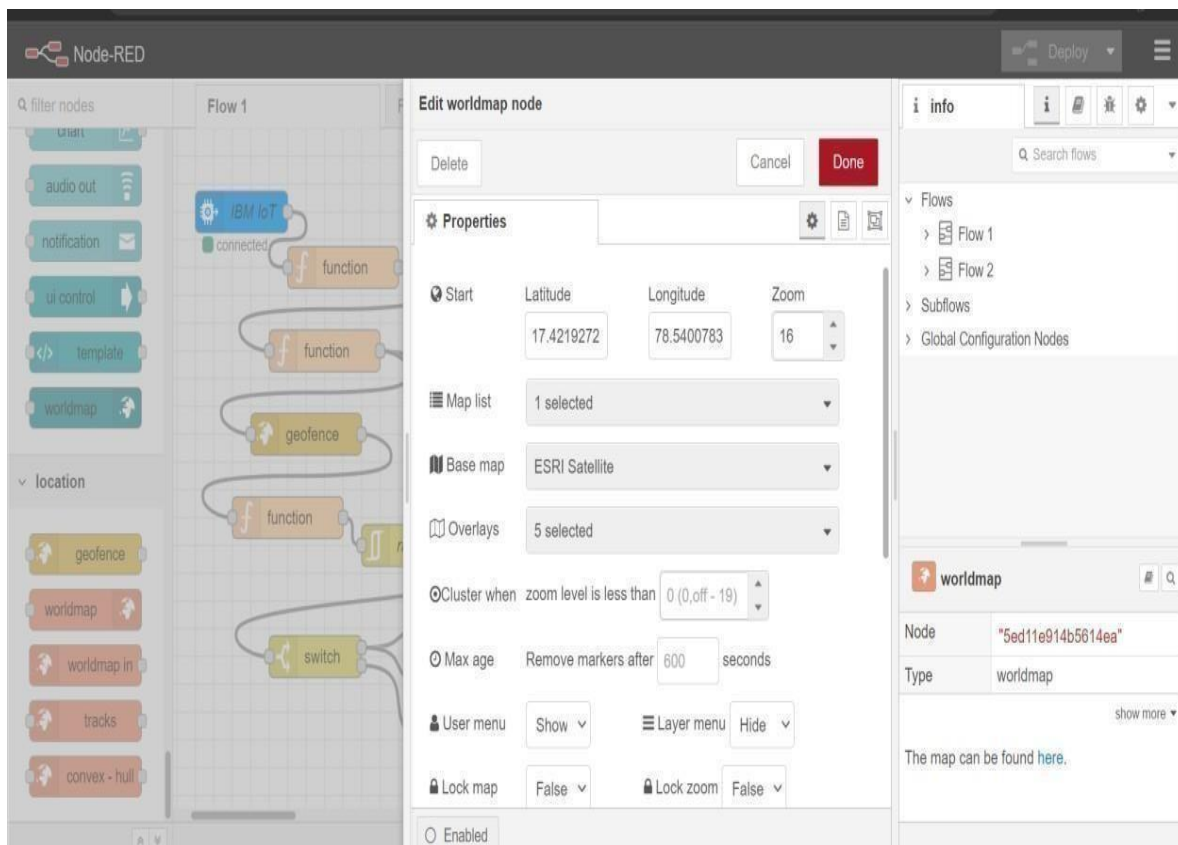 Node-RED
Deploy
filter nodes
chart
audio out
notification
ui control
template
worldmap
location
geofence
worldmap
worldmap in
tracks
convex - hull
Flow 1
IBM IoT
connected
function
function
geofence
function
switch
Edit worldmap node
Delete
Cancel
Done
Properties
Start
Latitude
Longitude
Zoom
17.4219272
78.5400783
16
Map list
1 selected
Base map
ESRI Satellite
Overlays
5 selected
Cluster when zoom level is less than 0 (0,off - 19)
Max age Remove markers after 600 seconds
User menu Show Layer menu Hide
Lock map False Lock zoom False
Enabled
i info
Search flows
Flows
Flow 1
Flow 2
Subflows
Global Configuration Nodes
worldmap
Node "5ed11e914b5614ea"
Type worldmap
show more
The map can be found here.